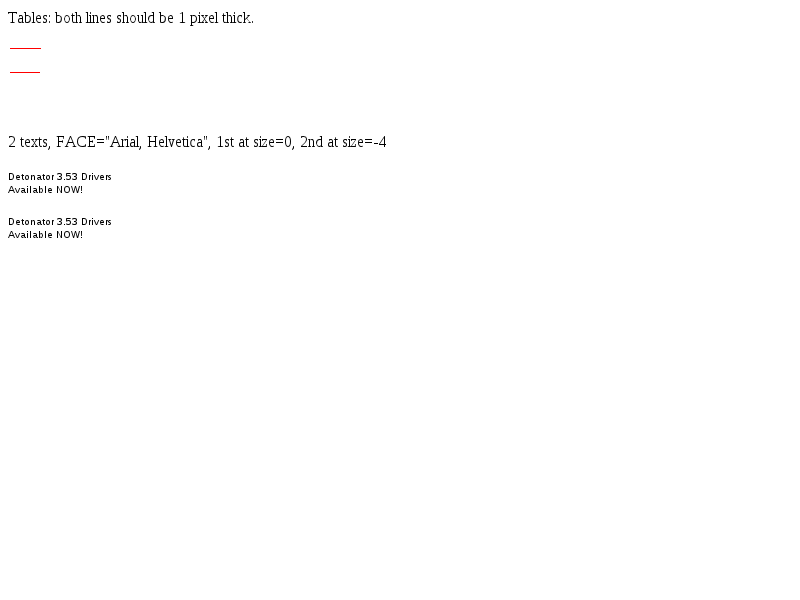 Tables: both lines should be 1 pixel thick.
2 texts, FACE="Arial, Helvetica", 1st at size=0, 2nd at size=-4
Detonator 3.53 Drivers
Available NOW!
Detonator 3.53 Drivers
Available NOW!